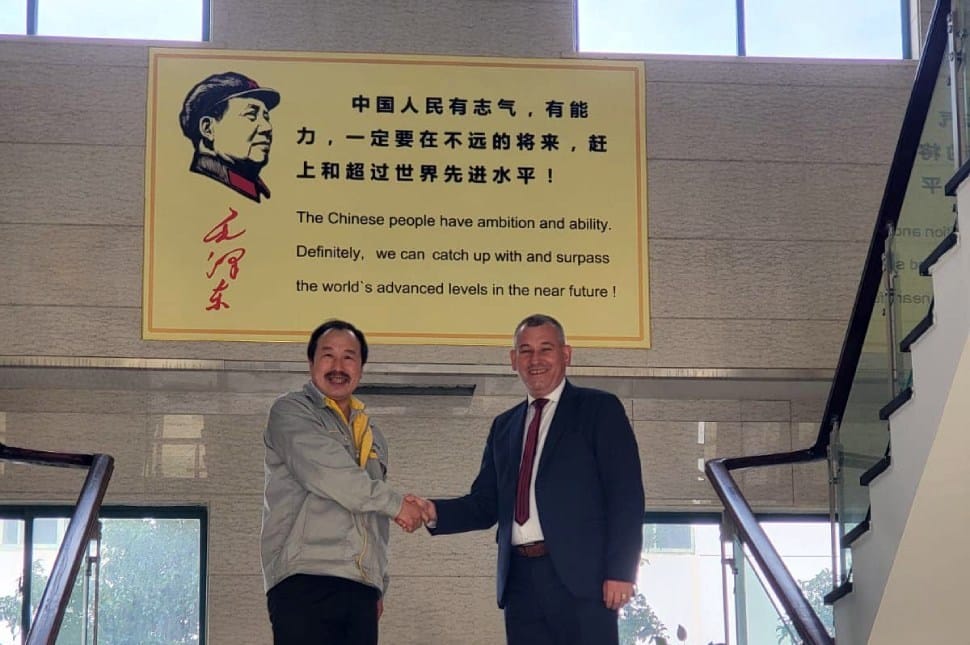 中国人民有志气，有能
力，一定要在不远的将来，赶
上和超过世界先进水平！
毛泽东
The Chinese people have ambition and ability.
Definitely, we can catch up with and surpass
the world`s advanced levels in the near future !